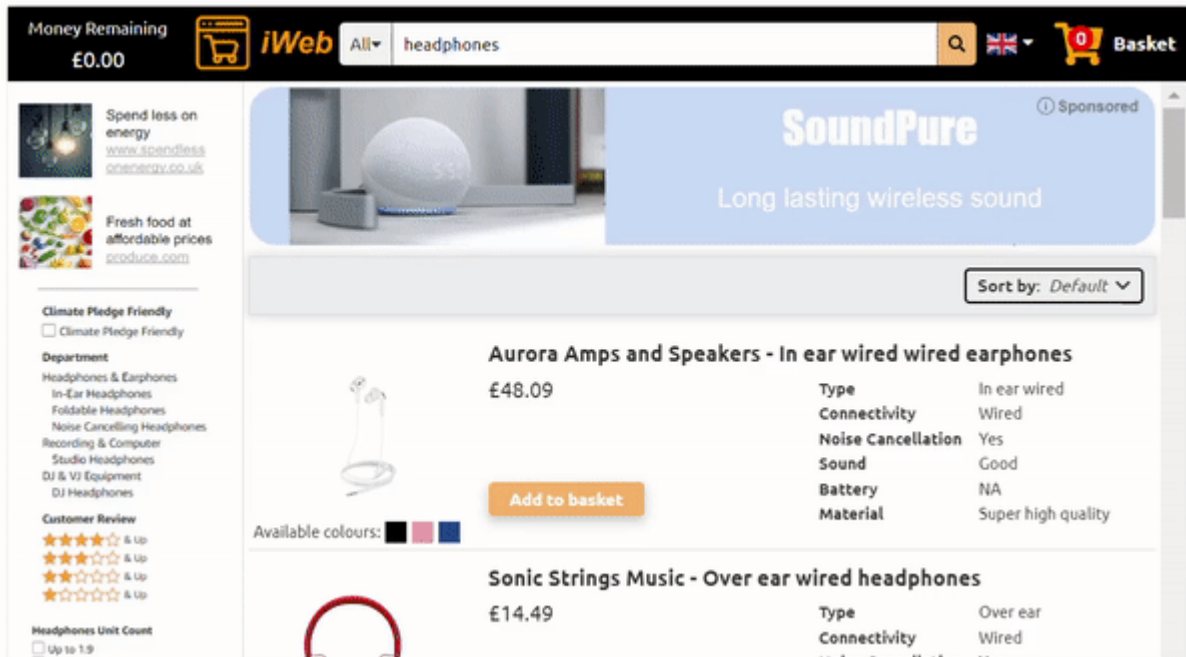 Money Remaining
£0.00
iWeb
All
headphones
0
Basket
Spend less on
energy
www.spendless
onenergy.co.uk
Fresh food at
affordable prices
produce.com
Climate Pledge Friendly
Climate Pledge Friendly
Department
Headphones & Earphones
In-Ear Headphones
Foldable Headphones
Noise Cancelling Headphones
Recording & Computer
Studio Headphones
DJ & VJ Equipment
DJ Headphones
Customer Review
& Up
& Up
& Up
& Up
Headphones Unit Count
Up to 1.9
Sponsored
SoundPure
Long lasting wireless sound
Sort by: Default
Aurora Amps and Speakers - In ear wired wired earphones
£48.09
Type In ear wired
Connectivity Wired
Noise Cancellation Yes
Sound Good
Battery NA
Material Super high quality
Add to basket
Available colours:
Sonic Strings Music - Over ear wired headphones
£14.49
Type Over ear
Connectivity Wired